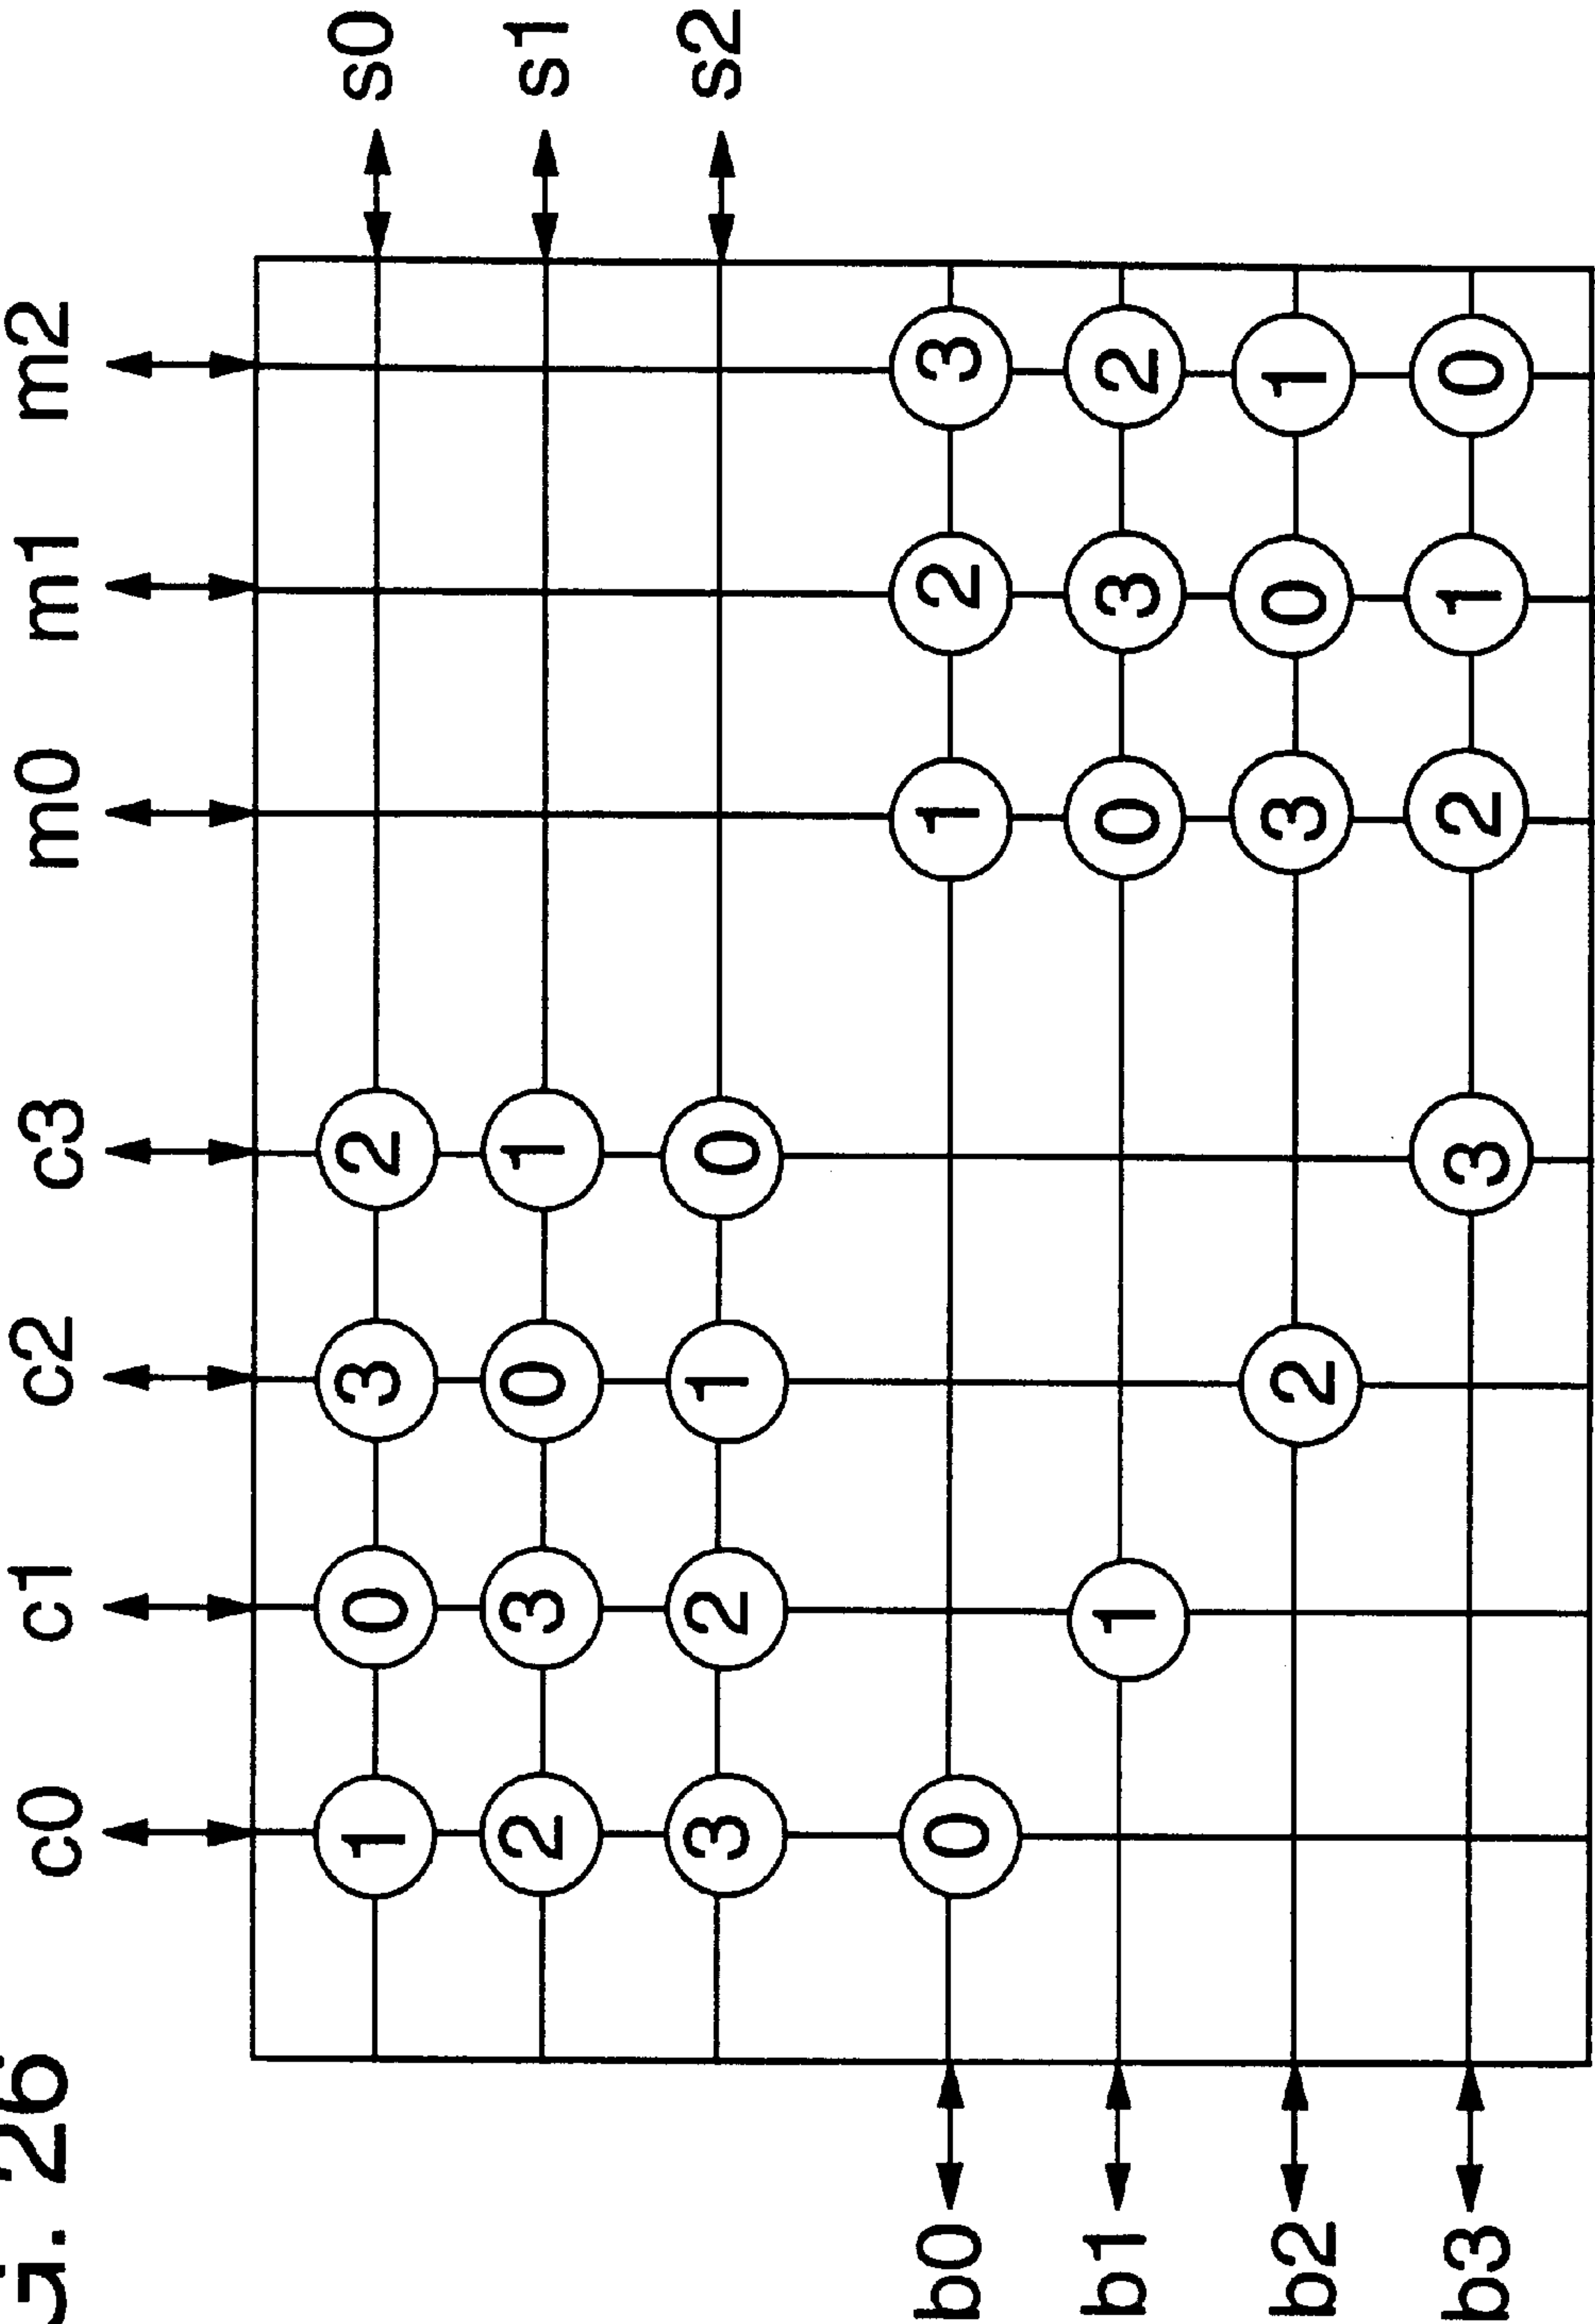 G. 26
c0 c1 c2 c3 m0 m1 m2
1 0 3 2 s0
2 3 0 1 s1
3 2 1 0 s2
b0 0 1 2 3
b1 1 0 3 2
b2 2 3 0 1
b3 3 2 1 0